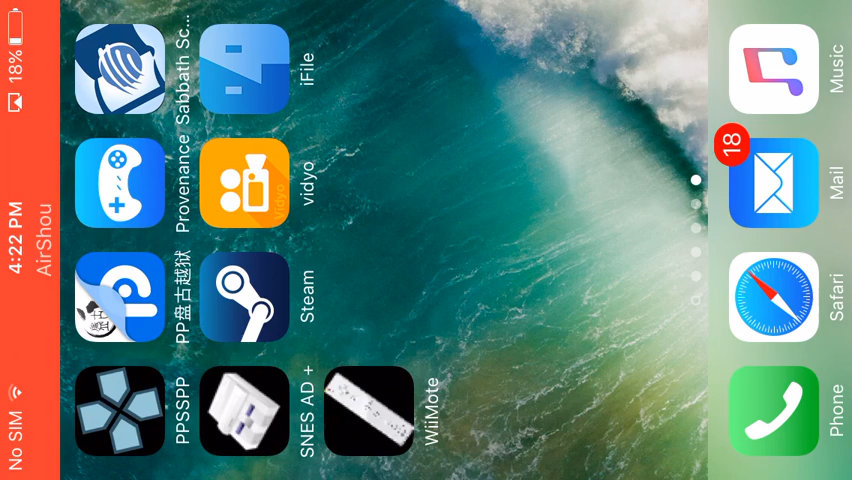 No SIM 4:22 PM 18%
AirShou
PPSSPP PP盘古越狱 Provenance Sabbath Sc...
Vidyo
SNES AD + Steam vidyo iFile
WiiMote
18
Phone Safari Mail Music